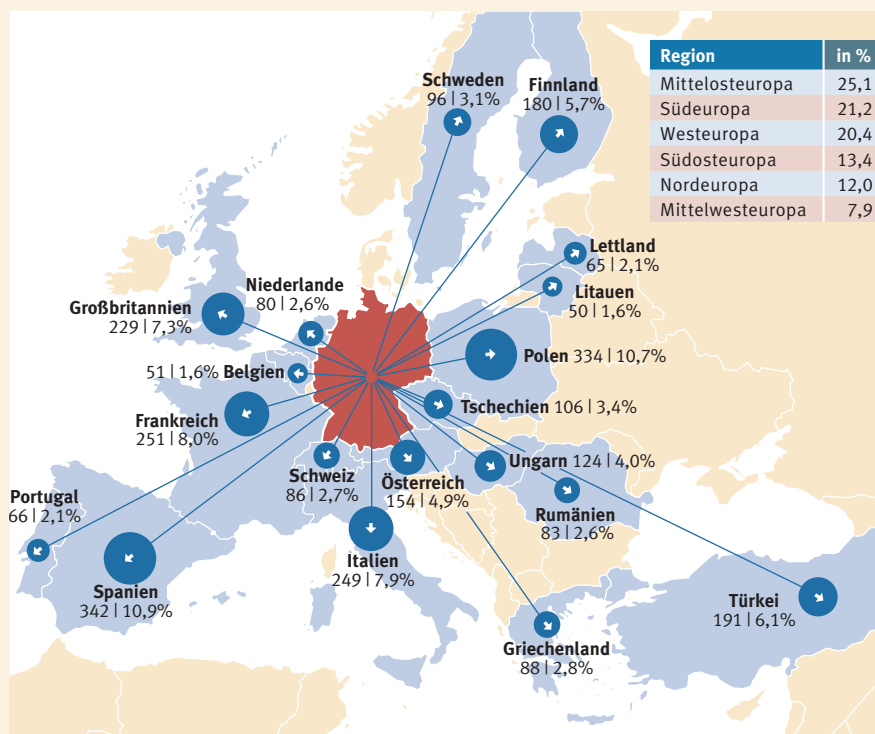 Region in %
Mittelosteuropa 25,1
Südeuropa 21,2
Westeuropa 20,4
Südosteuropa 13,4
Nordeuropa 12,0
Mittelwesteuropa 7,9
Schweden
96 | 3,1%
Finnland
180 | 5,7%
Lettland
65 | 2,1%
Litauen
50 | 1,6%
Niederlande
80 | 2,6%
Großbritannien
229 | 7,3%
Polen 334 | 10,7%
51 | 1,6% Belgien
Tschechien 106 | 3,4%
Frankreich
251 | 8,0%
Ungarn 124 | 4,0%
Schweiz
86 | 2,7%
Österreich
154 | 4,9%
Portugal
66 | 2,1%
Rumänien
83 | 2,6%
Italien
249 | 7,9%
Spanien
342 | 10,9%
Türkei
191 | 6,1%
Griechenland
88 | 2,8%